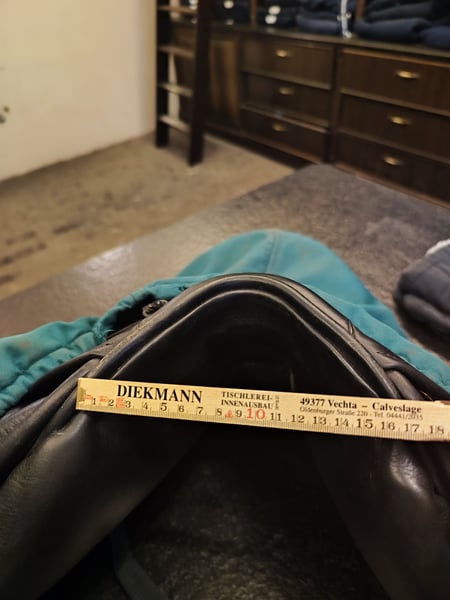 DIEKMANN
TISCHLEREI-
INNENAUSBAU
49377 Vechta – Calveslage
Oldenburger Straße 220 - Tel. 04441/2035
1 2 3 4 5 6 7 8 9 10 11 12 13 14 15 16 17 18